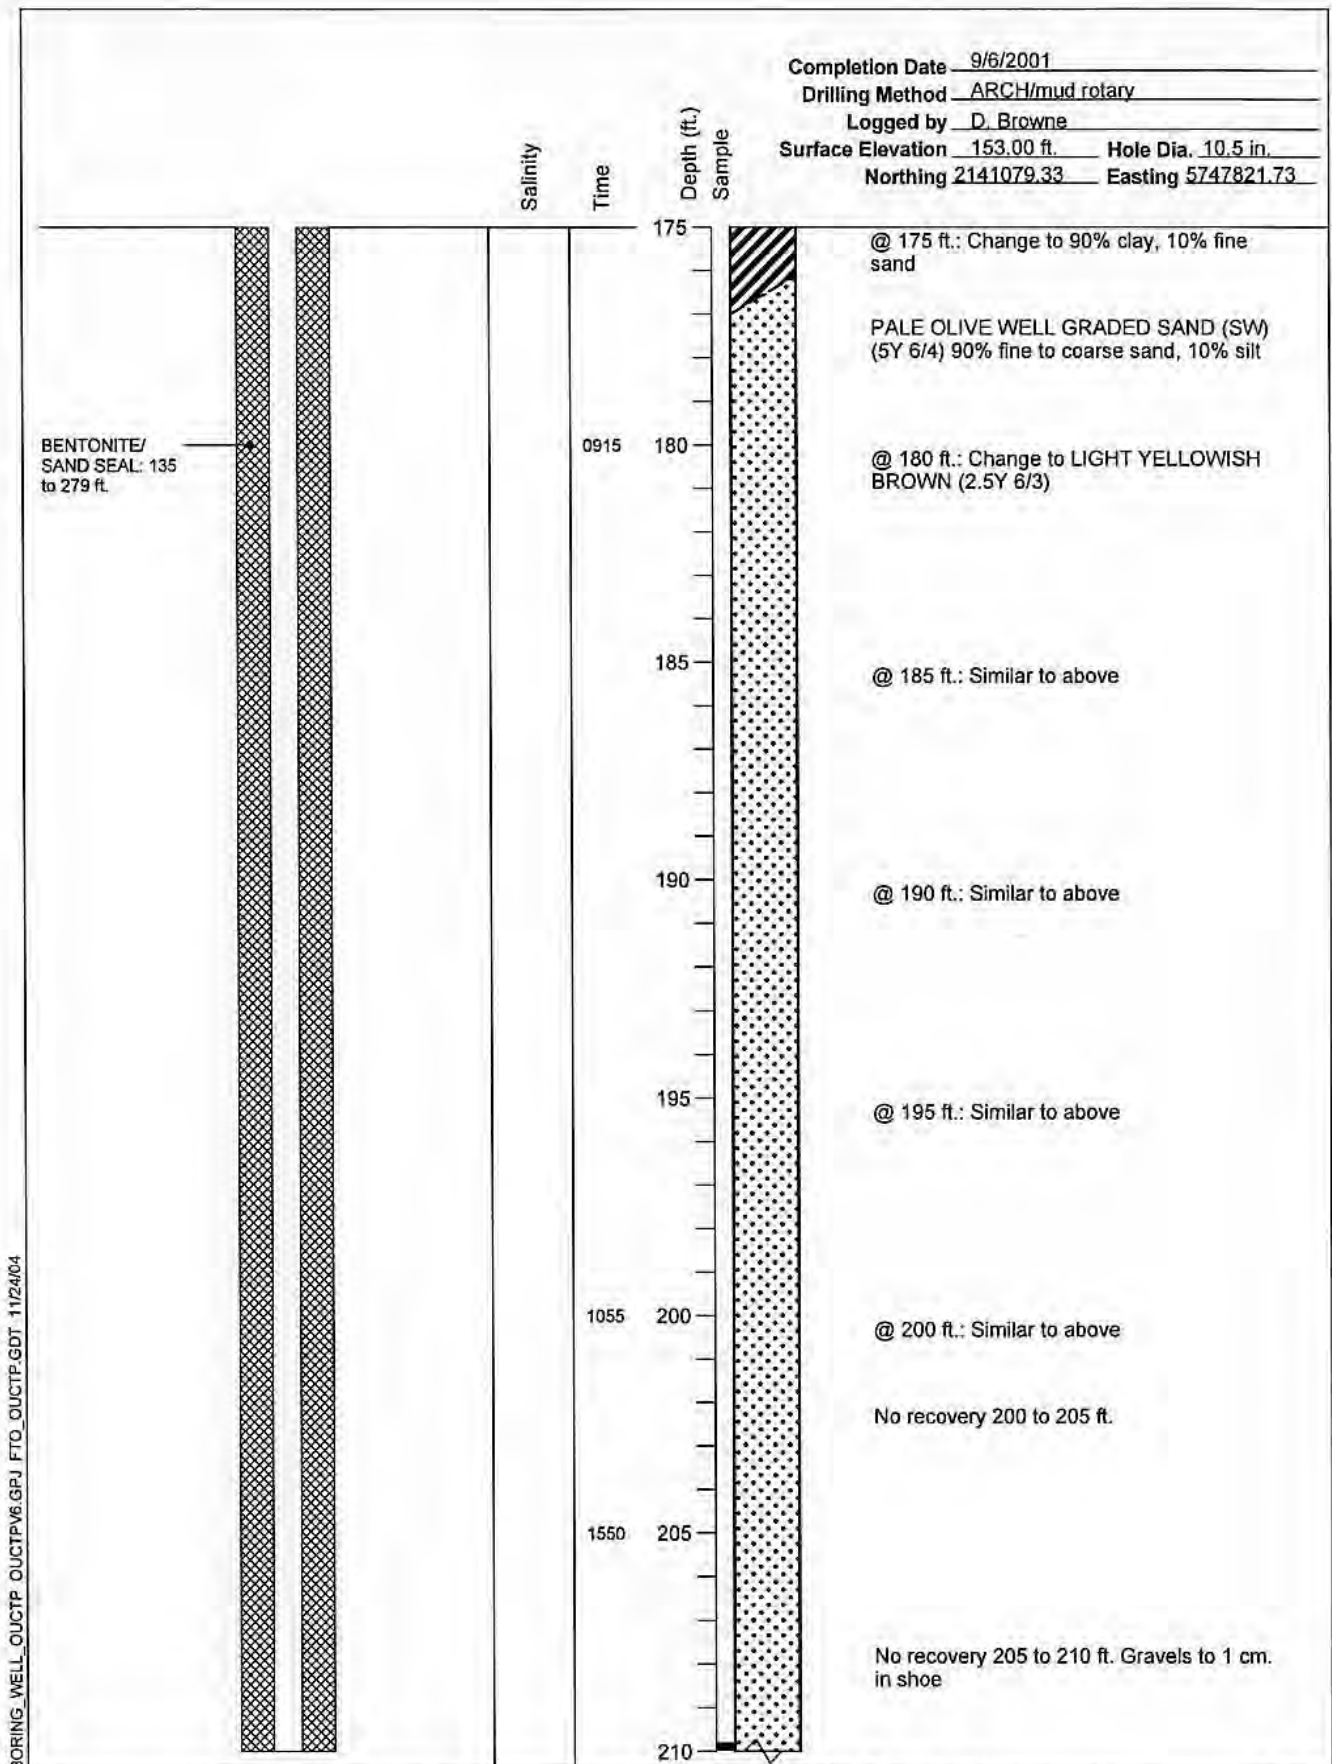 Completion Date 9/6/2001
Drilling Method ARCH/mud rotary
Logged by D. Browne
Surface Elevation 153.00 ft. Hole Dia. 10.5 in.
Northing 2141079.33 Easting 5747821.73
Salinity
Time
Depth (ft.)
Sample
175
@ 175 ft.: Change to 90% clay, 10% fine
sand
PALE OLIVE WELL GRADED SAND (SW)
(5Y 6/4) 90% fine to coarse sand, 10% silt
BENTONITE/
SAND SEAL: 135
to 279 ft.
0915
180
@ 180 ft.: Change to LIGHT YELLOWISH
BROWN (2.5Y 6/3)
185
@ 185 ft.: Similar to above
190
@ 190 ft.: Similar to above
195
@ 195 ft.: Similar to above
1055
200
@ 200 ft.: Similar to above
No recovery 200 to 205 ft.
1550
205
No recovery 205 to 210 ft. Gravels to 1 cm.
in shoe
210
BORING_WELL_OUCTP OUCTPV6.GPJ FTO_OUCTP.GDT 11/24/04